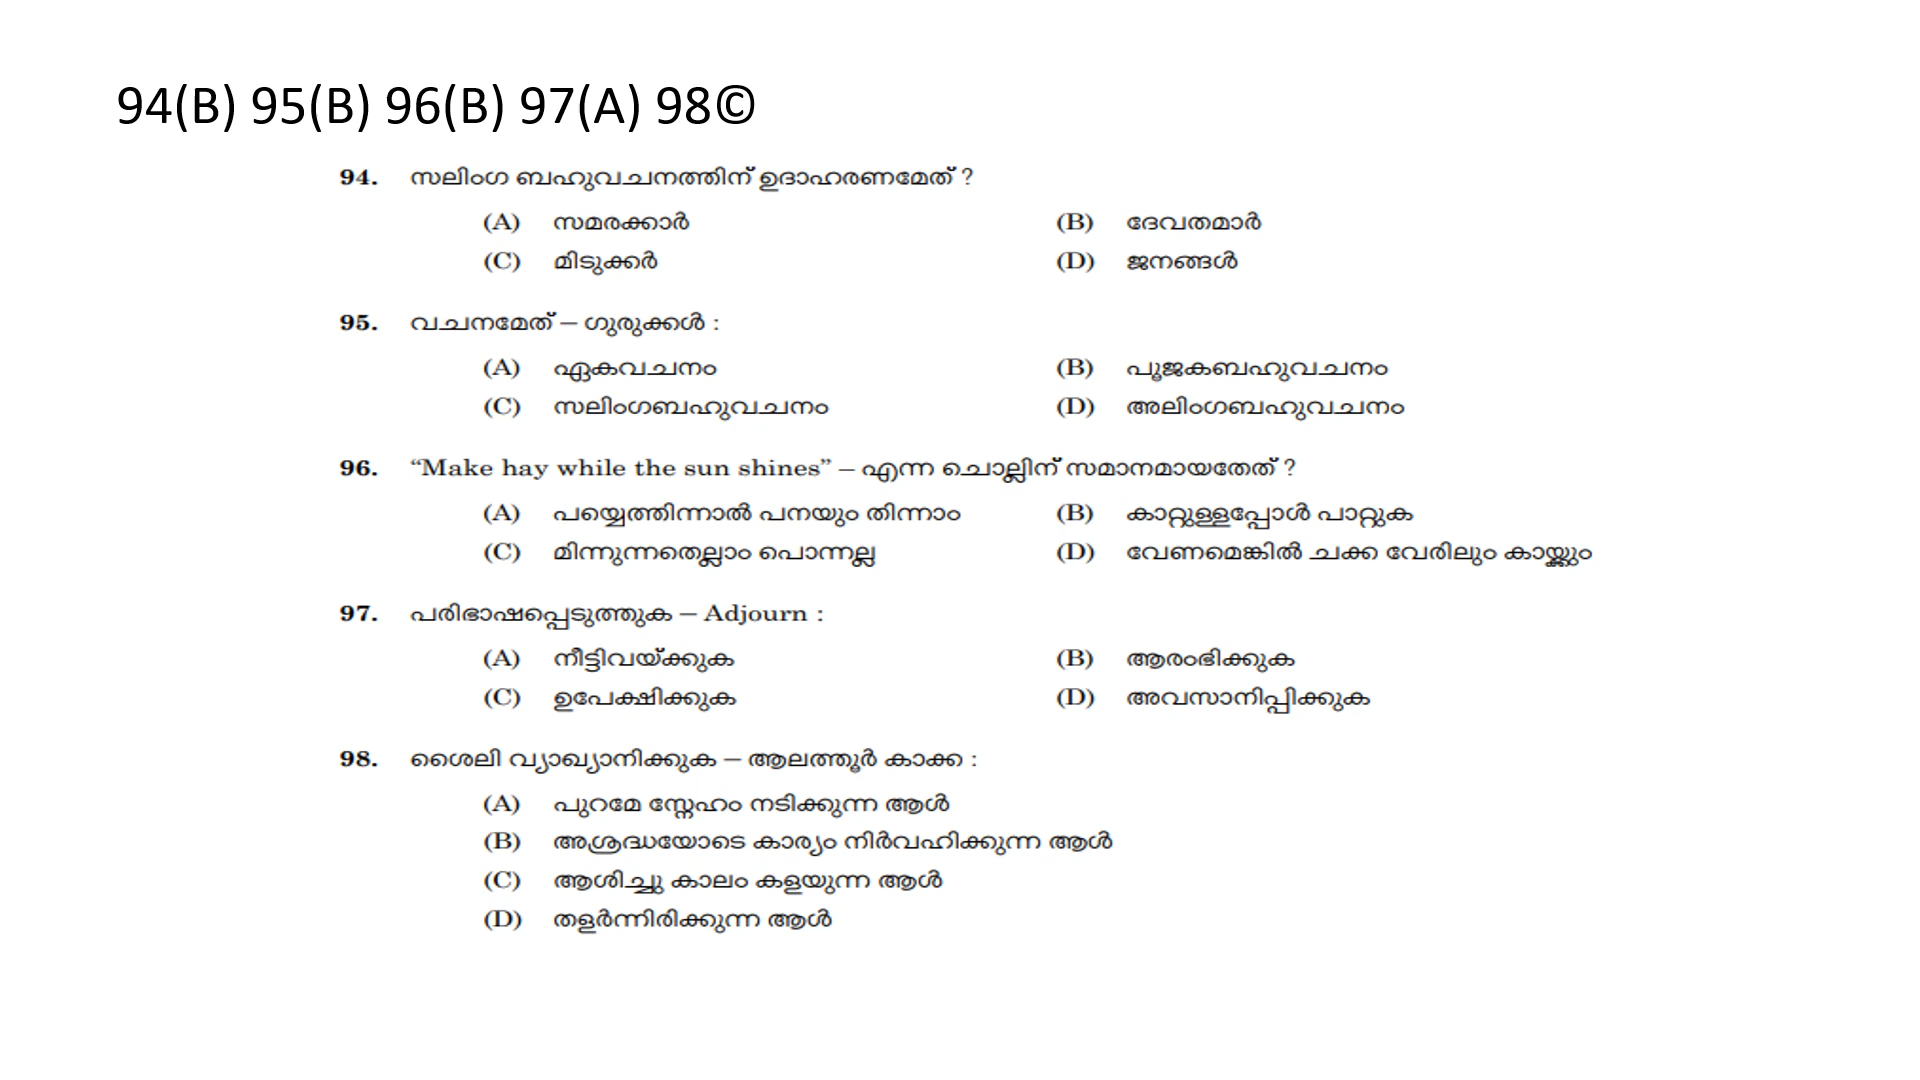 94(B) 95(B) 96(B) 97(A) 98©
94. സലിംഗ ബഹുവചനത്തിന് ഉദാഹരണമേത് ?
(A) സമരക്കാർ (B) ദേവതമാർ
(C) മിടുക്കർ (D) ജനങ്ങൾ
95. വചനമേത് – ഗുരുക്കൾ :
(A) ഏകവചനം (B) പൂജകബഹുവചനം
(C) സലിംഗബഹുവചനം (D) അലിംഗബഹുവചനം
96. “Make hay while the sun shines” – എന്ന ചൊല്ലിന് സമാനമായതേത് ?
(A) പയ്യെത്തിന്നാൽ പനയും തിന്നാം (B) കാറ്റുള്ളപ്പോൾ പാറ്റുക
(C) മിന്നുന്നതെല്ലാം പൊന്നല്ല (D) വേണമെങ്കിൽ ചക്ക വേരിലും കായ്ക്കും
97. പരിഭാഷപ്പെടുത്തുക – Adjourn :
(A) നീട്ടിവയ്ക്കുക (B) ആരംഭിക്കുക
(C) ഉപേക്ഷിക്കുക (D) അവസാനിപ്പിക്കുക
98. ശൈലി വ്യാഖ്യാനിക്കുക – ആലത്തൂർ കാക്ക :
(A) പുറമേ സ്നേഹം നടിക്കുന്ന ആൾ
(B) അശ്രദ്ധയോടെ കാര്യം നിർവഹിക്കുന്ന ആൾ
(C) ആശിച്ചു കാലം കളയുന്ന ആൾ
(D) തളർന്നിരിക്കുന്ന ആൾ